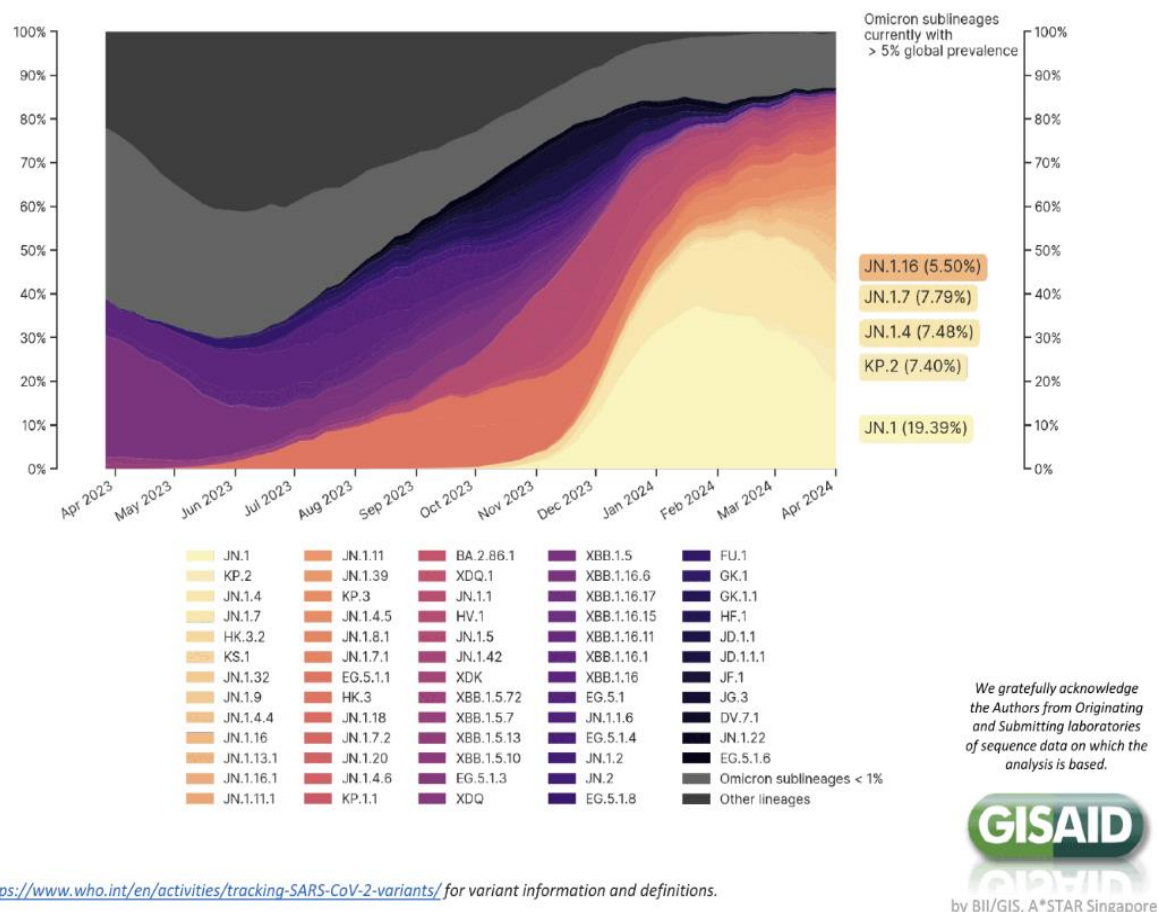 Omicron sublineages
currently with
> 5% global prevalence
100%
90%
80%
70%
60%
50%
40%
30%
20%
10%
0%
100%
90%
80%
70%
60%
50%
40%
30%
20%
10%
0%
JN.1.16 (5.50%)
JN.1.7 (7.79%)
JN.1.4 (7.48%)
KP.2 (7.40%)
JN.1 (19.39%)
Apr 2023
May 2023
Jun 2023
Jul 2023
Aug 2023
Sep 2023
Oct 2023
Nov 2023
Dec 2023
Jan 2024
Feb 2024
Mar 2024
Apr 2024
JN.1
KP.2
JN.1.4
JN.1.7
HK.3.2
KS.1
JN.1.32
JN.1.9
JN.1.4.4
JN.1.16
JN.1.13.1
JN.1.16.1
JN.1.11.1
JN.1.11
JN.1.39
KP.3
JN.1.4.5
JN.1.8.1
JN.1.7.1
EG.5.1.1
HK.3
JN.1.18
JN.1.7.2
JN.1.20
JN.1.4.6
KP.1.1
BA.2.86.1
XDQ.1
JN.1.1
HV.1
JN.1.5
JN.1.42
XDK
XBB.1.5.72
XBB.1.5.7
XBB.1.5.13
XBB.1.5.10
EG.5.1.3
XDQ
XBB.1.5
XBB.1.16.6
XBB.1.16.17
XBB.1.16.15
XBB.1.16.11
XBB.1.16.1
XBB.1.16
EG.5.1
JN.1.1.6
EG.5.1.4
JN.1.2
JN.2
EG.5.1.8
FU.1
GK.1
GK.1.1
HF.1
JD.1.1
JD.1.1.1
JF.1
JG.3
DV.7.1
JN.1.22
EG.5.1.6
Omicron sublineages < 1%
Other lineages
We gratefully acknowledge
the Authors from Originating
and Submitting laboratories
of sequence data on which the
analysis is based.
GISAID
by BII/GIS, A*STAR Singapore
ps://www.who.int/en/activities/tracking-SARS-CoV-2-variants/ for variant information and definitions.